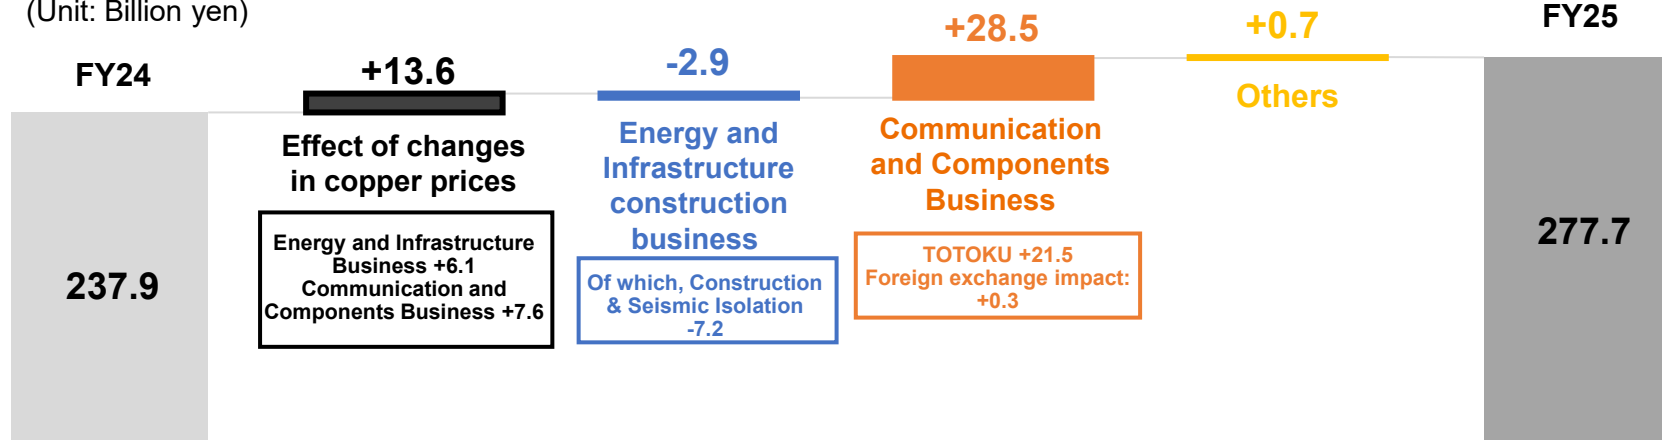 (Unit: Billion yen)
FY24
237.9
+13.6
Effect of changes
in copper prices
Energy and Infrastructure
Business +6.1
Communication and
Components Business +7.6
-2.9
Energy and
Infrastructure
construction
business
Of which, Construction
& Seismic Isolation
-7.2
+28.5
Communication
and Components
Business
TOTOKU +21.5
Foreign exchange impact:
+0.3
+0.7
Others
FY25
277.7